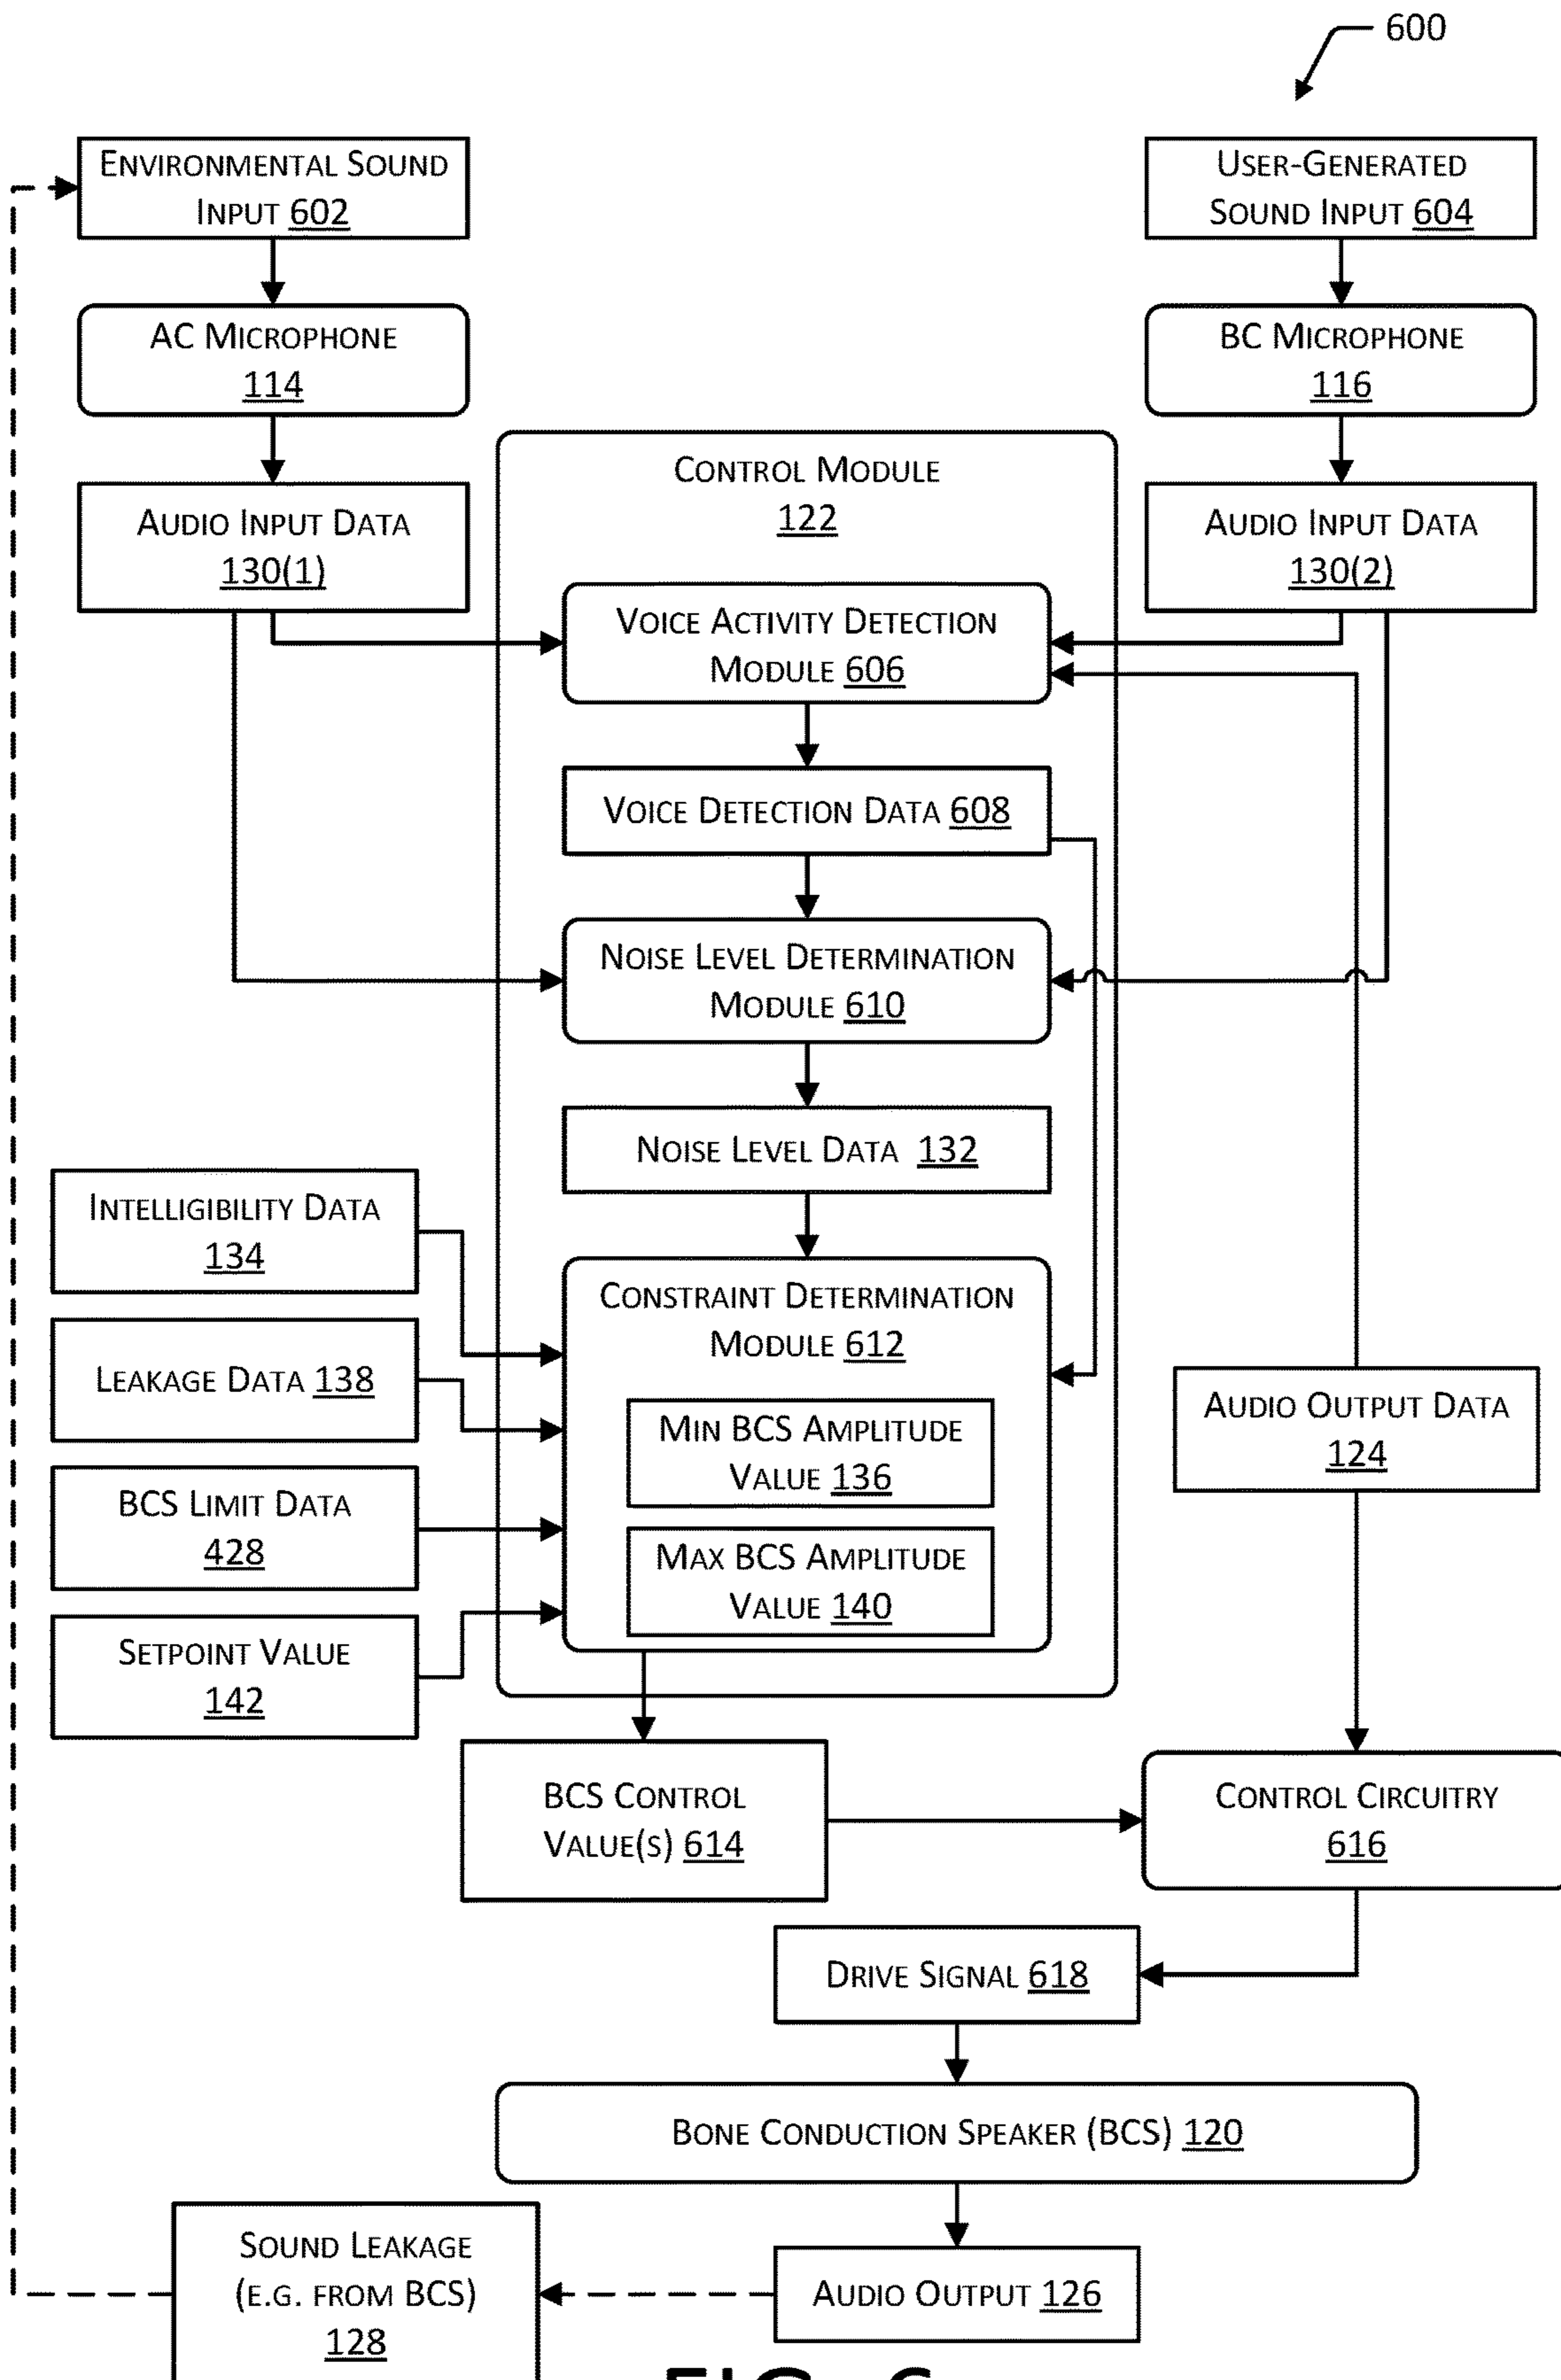 600
ENVIRONMENTAL SOUND
INPUT 602
USER-GENERATED
SOUND INPUT 604
AC MICROPHONE
114
BC MICROPHONE
116
AUDIO INPUT DATA
130(1)
CONTROL MODULE
122
AUDIO INPUT DATA
130(2)
VOICE ACTIVITY DETECTION
MODULE 606
VOICE DETECTION DATA 608
NOISE LEVEL DETERMINATION
MODULE 610
NOISE LEVEL DATA 132
INTELLIGIBILITY DATA
134
LEAKAGE DATA 138
BCS LIMIT DATA
428
SETPOINT VALUE
142
CONSTRAINT DETERMINATION
MODULE 612
MIN BCS AMPLITUDE
VALUE 136
MAX BCS AMPLITUDE
VALUE 140
AUDIO OUTPUT DATA
124
BCS CONTROL
VALUE(S) 614
CONTROL CIRCUITRY
616
DRIVE SIGNAL 618
BONE CONDUCTION SPEAKER (BCS) 120
SOUND LEAKAGE
(E.G. FROM BCS)
128
AUDIO OUTPUT 126